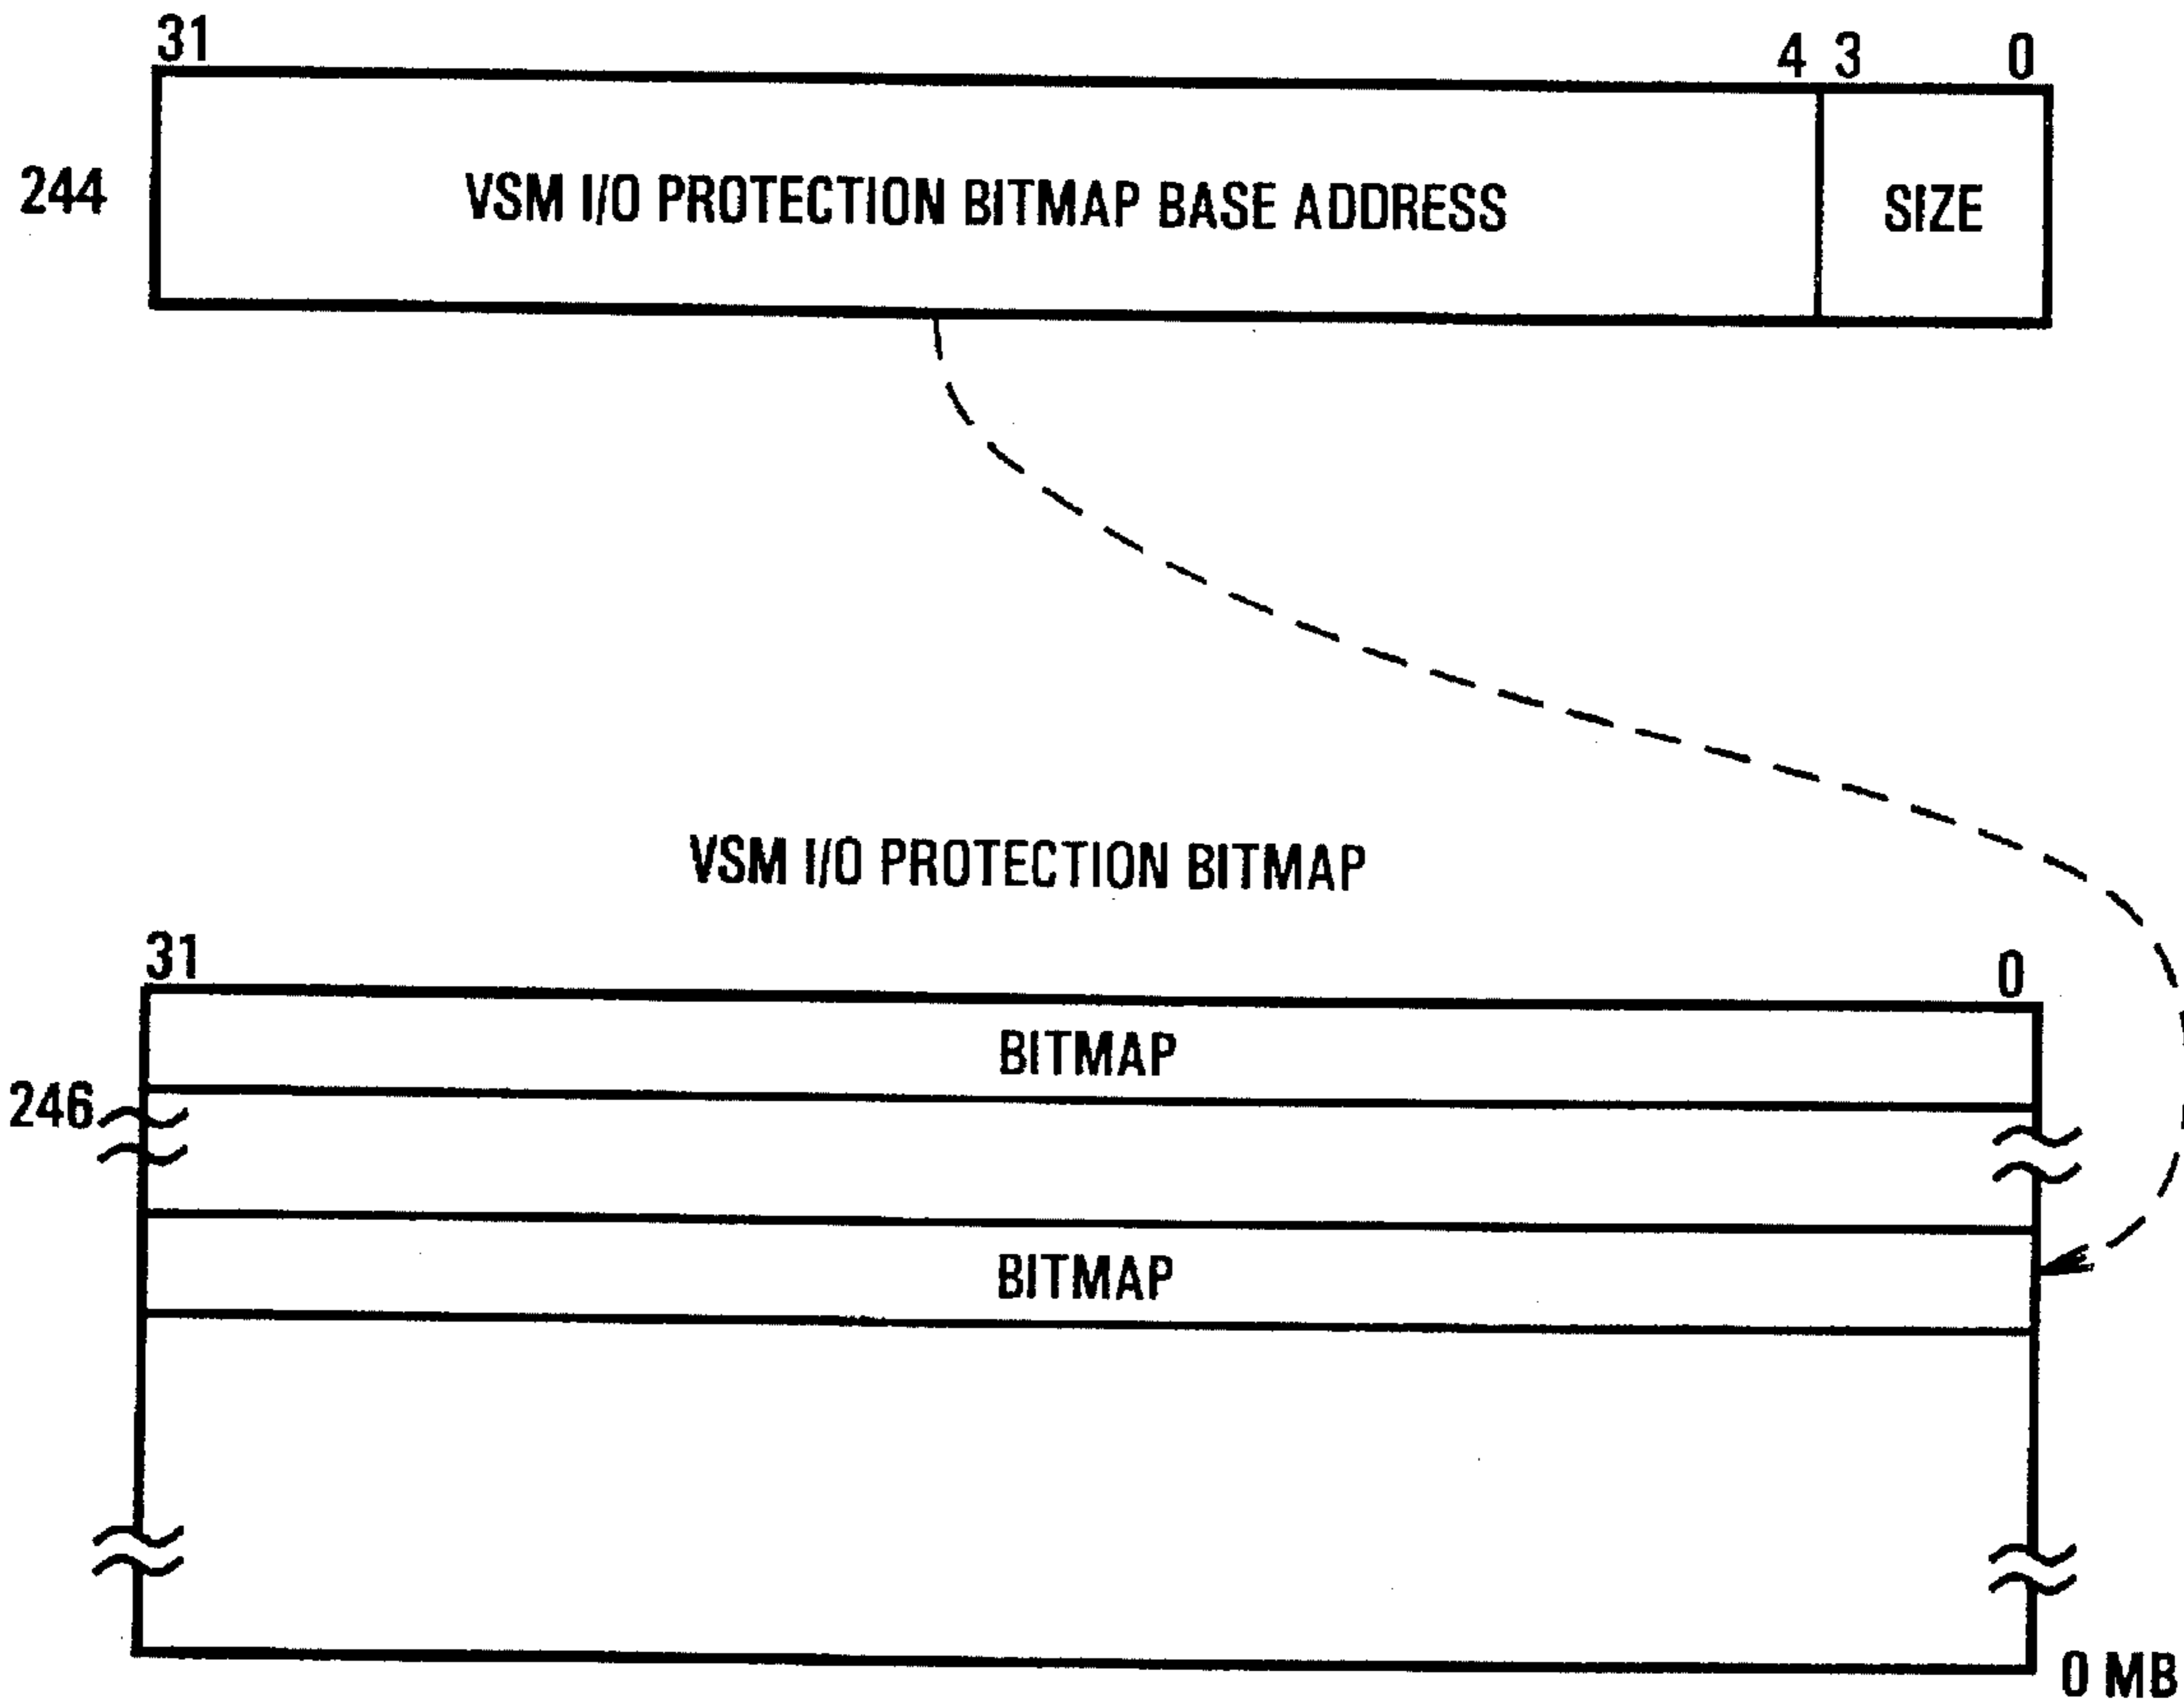 31 4 3 0
244 VSM I/O PROTECTION BITMAP BASE ADDRESS SIZE
VSM I/O PROTECTION BITMAP
31 0
BITMAP
246
BITMAP
0 MB